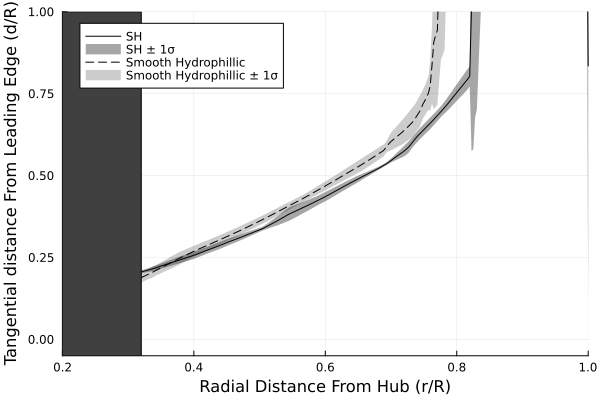 Tangential distance From Leading Edge (d/R)
1.00
0.75
0.50
0.25
0.00
SH
SH ± 1σ
Smooth Hydrophillic
Smooth Hydrophillic ± 1σ
0.2 0.4 0.6 0.8 1.0
Radial Distance From Hub (r/R)